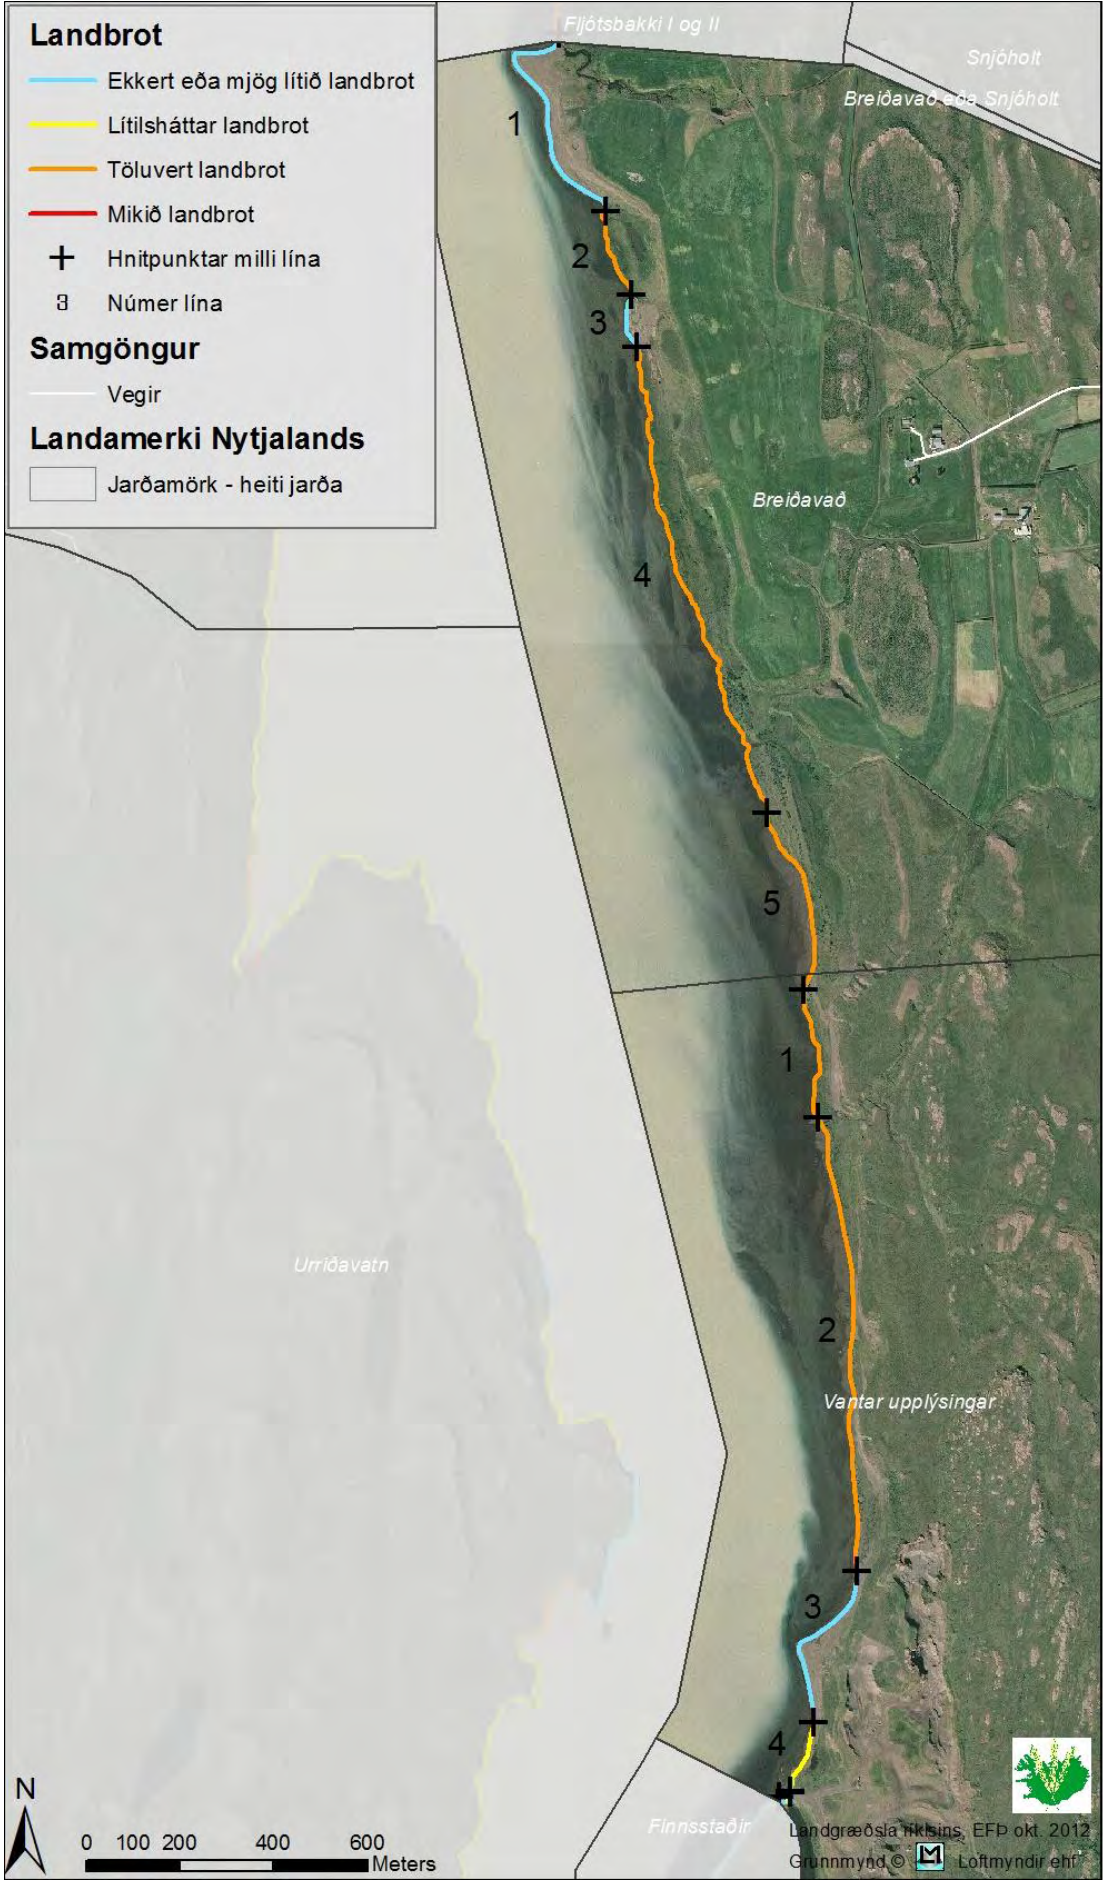 Landbrot
Ekkert eða mjög lítið landbrot
Lítilsháttar landbrot
Töluvert landbrot
Mikið landbrot
Hnitpunktar milli lína
3 Númer lína
Samgöngur
Vegir
Landamerki Nytjalands
Jarðamörk - heiti jarða
Fljótsbakki I og II
Snjóholt
Breiðavað eða Snjóholt
1
2
3
Breiðavað
4
5
1
Urriðavatn
2
Vantar upplýsingar
3
4
Finnsstaðir
N
0 100 200 400 600
Meters
Landgræðsla ríkisins, EFÞ okt. 2012
Grunnmynd © LM Loftmyndir ehf